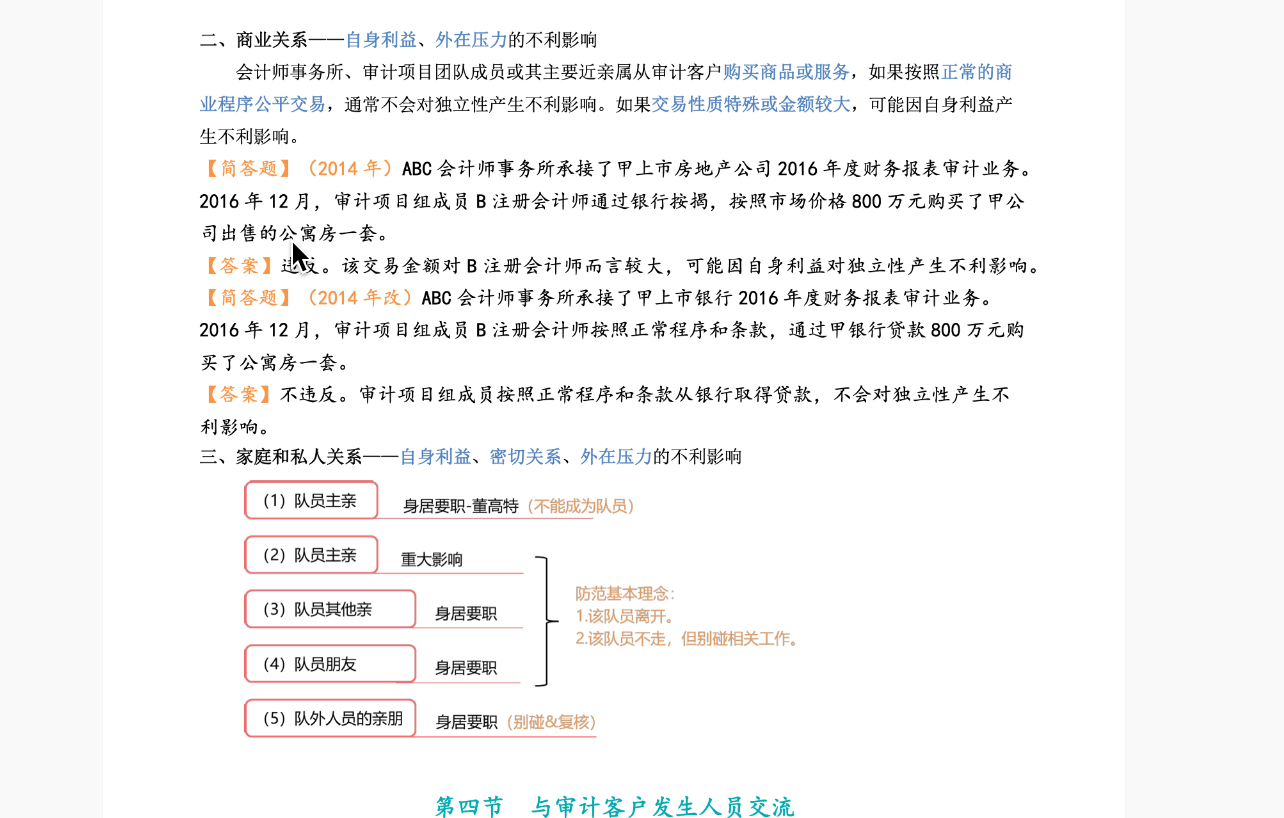 二、商业关系——自身利益、外在压力的不利影响
会计师事务所、审计项目团队成员或其主要近亲属从审计客户购买商品或服务，如果按照正常的商
业程序公平交易，通常不会对独立性产生不利影响。如果交易性质特殊或金额较大，可能因自身利益产
生不利影响。
【简答题】（2014 年）ABC 会计师事务所承接了甲上市房地产公司 2016 年度财务报表审计业务。
2016 年 12 月，审计项目组成员 B 注册会计师通过银行按揭，按照市场价格 800 万元购买了甲公
司出售的公寓房一套。
【答案】违反。该交易金额对 B 注册会计师而言较大，可能因自身利益对独立性产生不利影响。
【简答题】（2014 年改）ABC 会计师事务所承接了甲上市银行 2016 年度财务报表审计业务。
2016 年 12 月，审计项目组成员 B 注册会计师按照正常程序和条款，通过甲银行贷款 800 万元购
买了公寓房一套。
【答案】不违反。审计项目组成员按照正常程序和条款从银行取得贷款，不会对独立性产生不
利影响。
三、家庭和私人关系——自身利益、密切关系、外在压力的不利影响
（1）队员主亲 身居要职-董高特（不能成为队员）
（2）队员主亲 重大影响
（3）队员其他亲 身居要职
（4）队员朋友 身居要职
防范基本理念：
1.该队员离开。
2.该队员不走，但别碰相关工作。
（5）队外人员的亲朋 身居要职（别碰&复核）
第四节 与审计客户发生人员交流